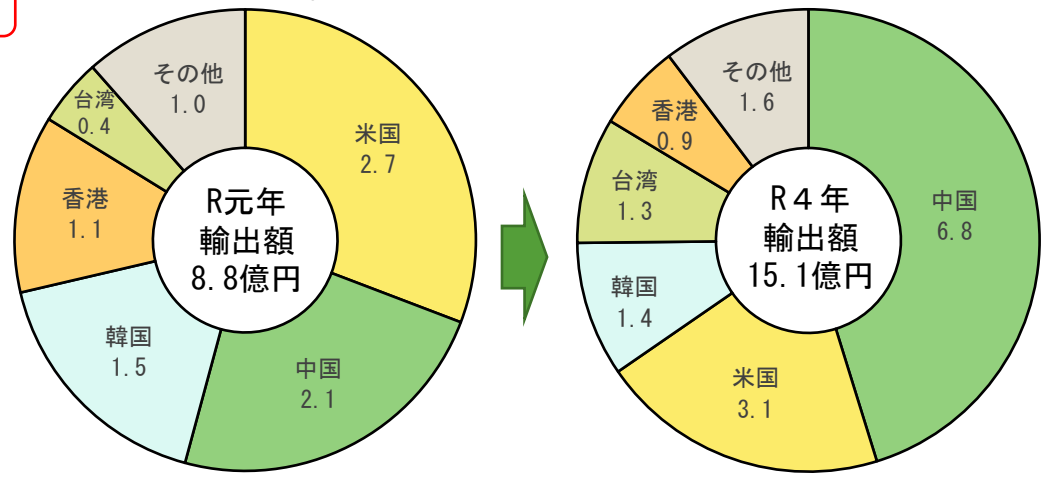 その他
1.0
台湾
0.4
米国
2.7
香港
1.1
R元年
輸出額
8.8億円
韓国
1.5
中国
2.1
その他
1.6
香港
0.9
台湾
1.3
中国
6.8
R４年
輸出額
15.1億円
韓国
1.4
米国
3.1